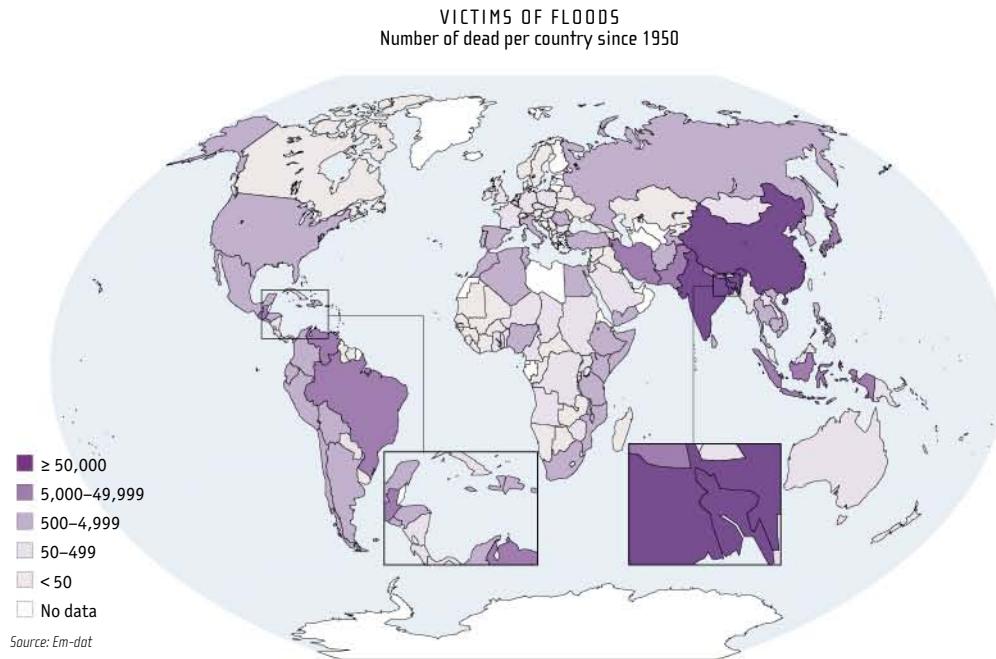 VICTIMS OF FLOODS
Number of dead per country since 1950
≥ 50,000
5,000–49,999
500–4,999
50–499
< 50
No data
Source: Em-dat